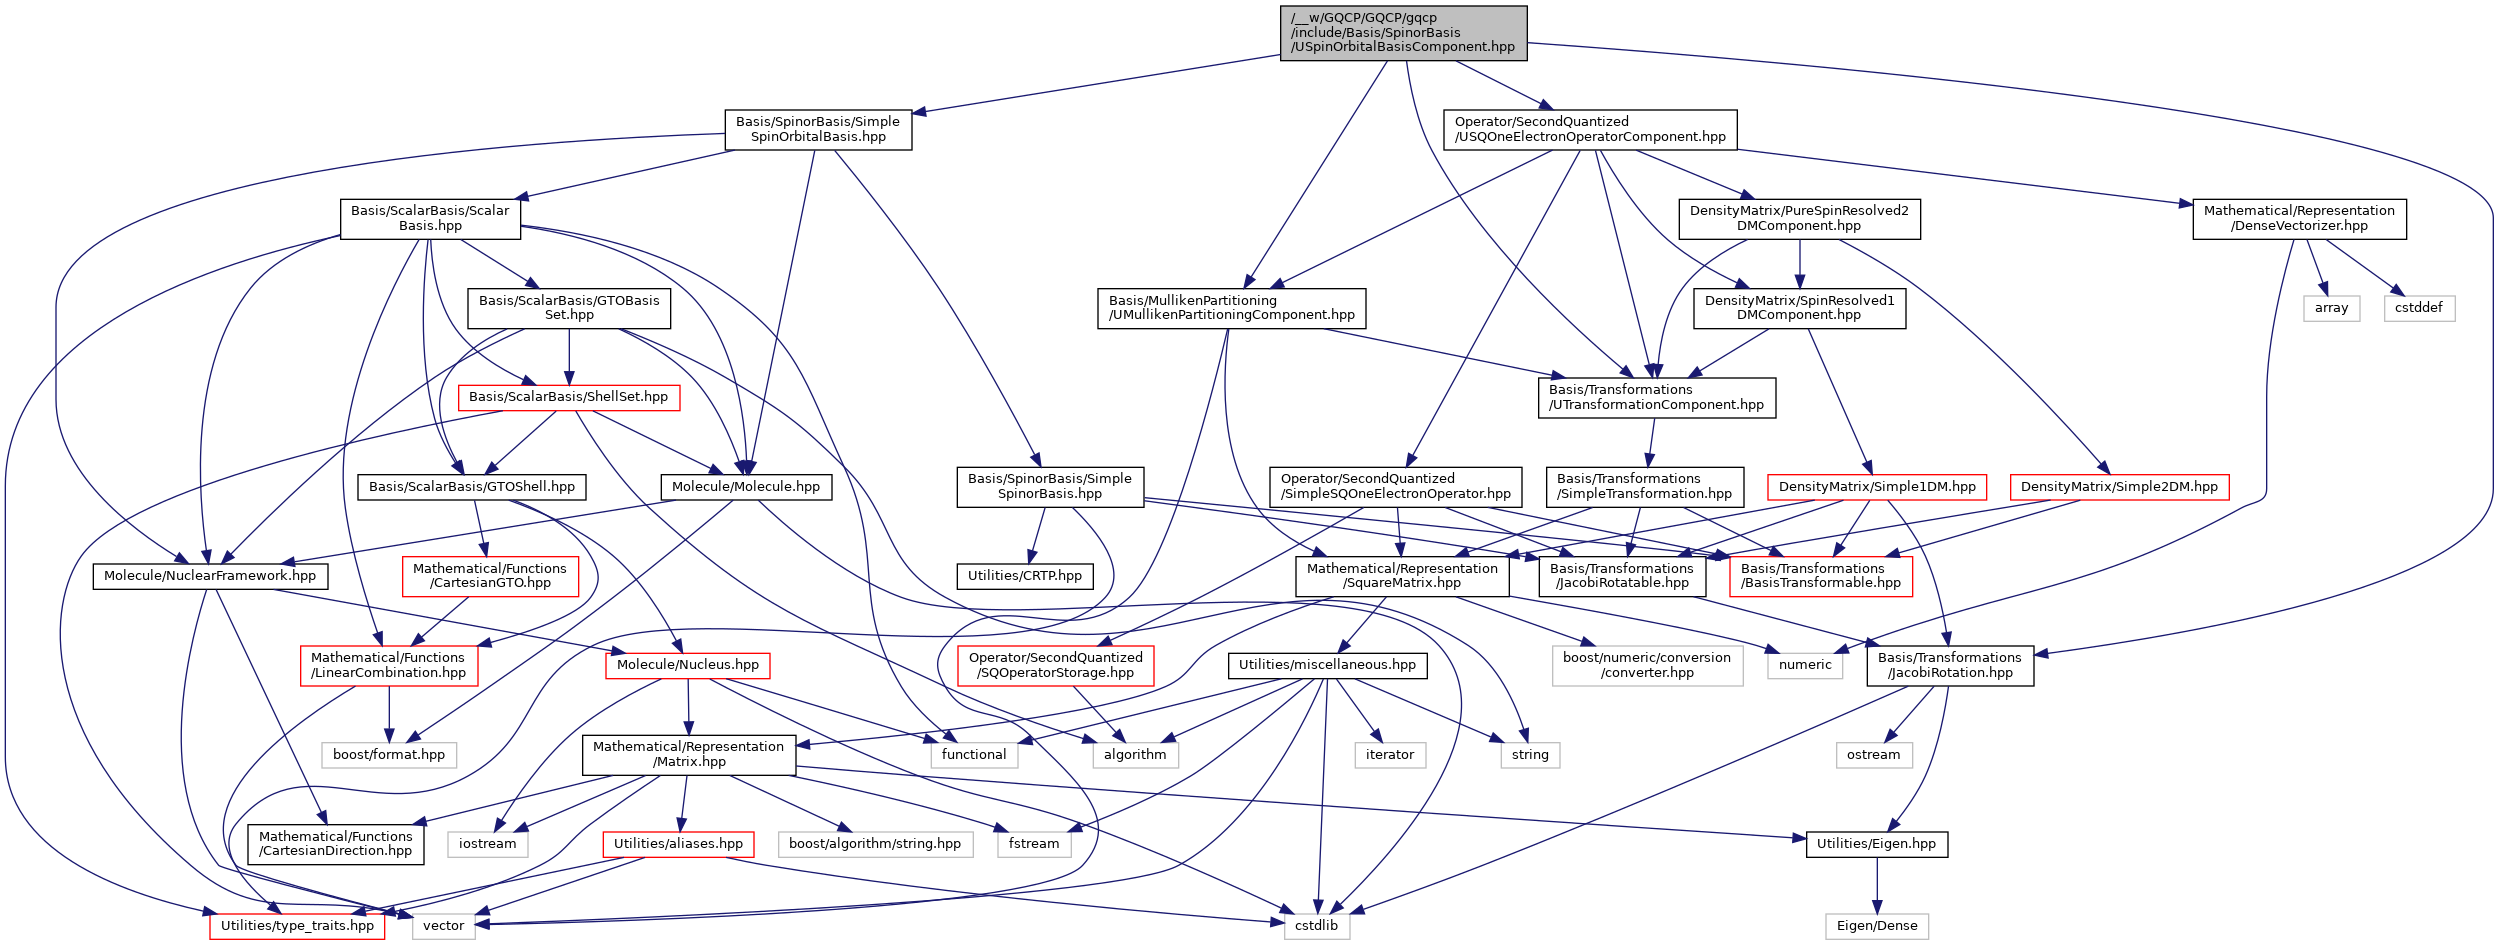 /__w/GQCP/GQCP/gqcp
/include/Basis/SpinorBasis
/USpinOrbitalBasisComponent.hpp
Basis/SpinorBasis/Simple
SpinOrbitalBasis.hpp
Operator/SecondQuantized
/USQOneElectronOperatorComponent.hpp
Basis/ScalarBasis/Scalar
Basis.hpp
DensityMatrix/PureSpinResolved2
DMComponent.hpp
Mathematical/Representation
/DenseVectorizer.hpp
Basis/ScalarBasis/GTOBasis
Set.hpp
Basis/MullikenPartitioning
/UMullikenPartitioningComponent.hpp
DensityMatrix/SpinResolved1
DMComponent.hpp
array
cstddef
Basis/ScalarBasis/ShellSet.hpp
Basis/Transformations
/UTransformationComponent.hpp
Basis/ScalarBasis/GTOShell.hpp
Molecule/Molecule.hpp
Basis/SpinorBasis/Simple
SpinorBasis.hpp
Operator/SecondQuantized
/SimpleSQOneElectronOperator.hpp
Basis/Transformations
/SimpleTransformation.hpp
DensityMatrix/Simple1DM.hpp
DensityMatrix/Simple2DM.hpp
Molecule/NuclearFramework.hpp
Mathematical/Functions
/CartesianGTO.hpp
Utilities/CRTP.hpp
Mathematical/Representation
/SquareMatrix.hpp
Basis/Transformations
/JacobiRotatable.hpp
Basis/Transformations
/BasisTransformable.hpp
Mathematical/Functions
/LinearCombination.hpp
Molecule/Nucleus.hpp
Operator/SecondQuantized
/SQOperatorStorage.hpp
Utilities/miscellaneous.hpp
boost/numeric/conversion
/converter.hpp
numeric
Basis/Transformations
/JacobiRotation.hpp
boost/format.hpp
Mathematical/Representation
/Matrix.hpp
functional
algorithm
iterator
string
ostream
Mathematical/Functions
/CartesianDirection.hpp
iostream
Utilities/aliases.hpp
boost/algorithm/string.hpp
fstream
Utilities/Eigen.hpp
Utilities/type_traits.hpp
vector
cstdlib
Eigen/Dense